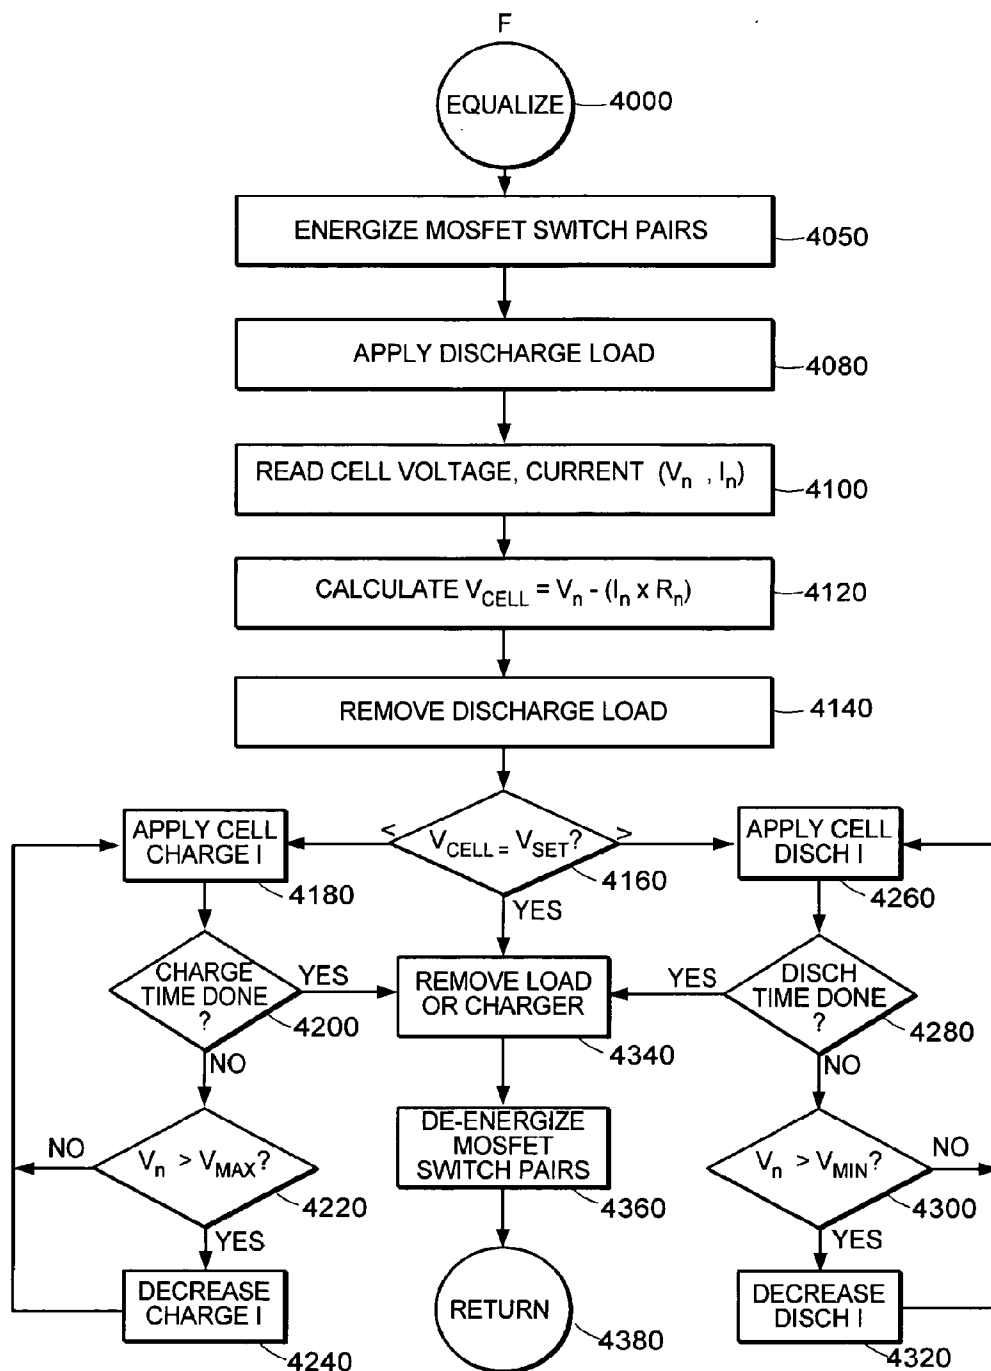 F
EQUALIZE
4000
ENERGIZE MOSFET SWITCH PAIRS
4050
APPLY DISCHARGE LOAD
4080
READ CELL VOLTAGE, CURRENT (Vn , In)
4100
CALCULATE VCELL = Vn - (In x Rn)
4120
REMOVE DISCHARGE LOAD
4140
<
VCELL = VSET?
>
4160
YES
APPLY CELL
CHARGE I
4180
APPLY CELL
DISCH I
4260
CHARGE
TIME DONE
?
4200
YES
NO
REMOVE LOAD
OR CHARGER
4340
YES
DISCH
TIME DONE
?
4280
NO
NO
Vn > VMAX?
4220
YES
DE-ENERGIZE
MOSFET
SWITCH PAIRS
4360
Vn > VMIN?
NO
4300
YES
DECREASE
CHARGE I
4240
RETURN
4380
DECREASE
DISCH I
4320